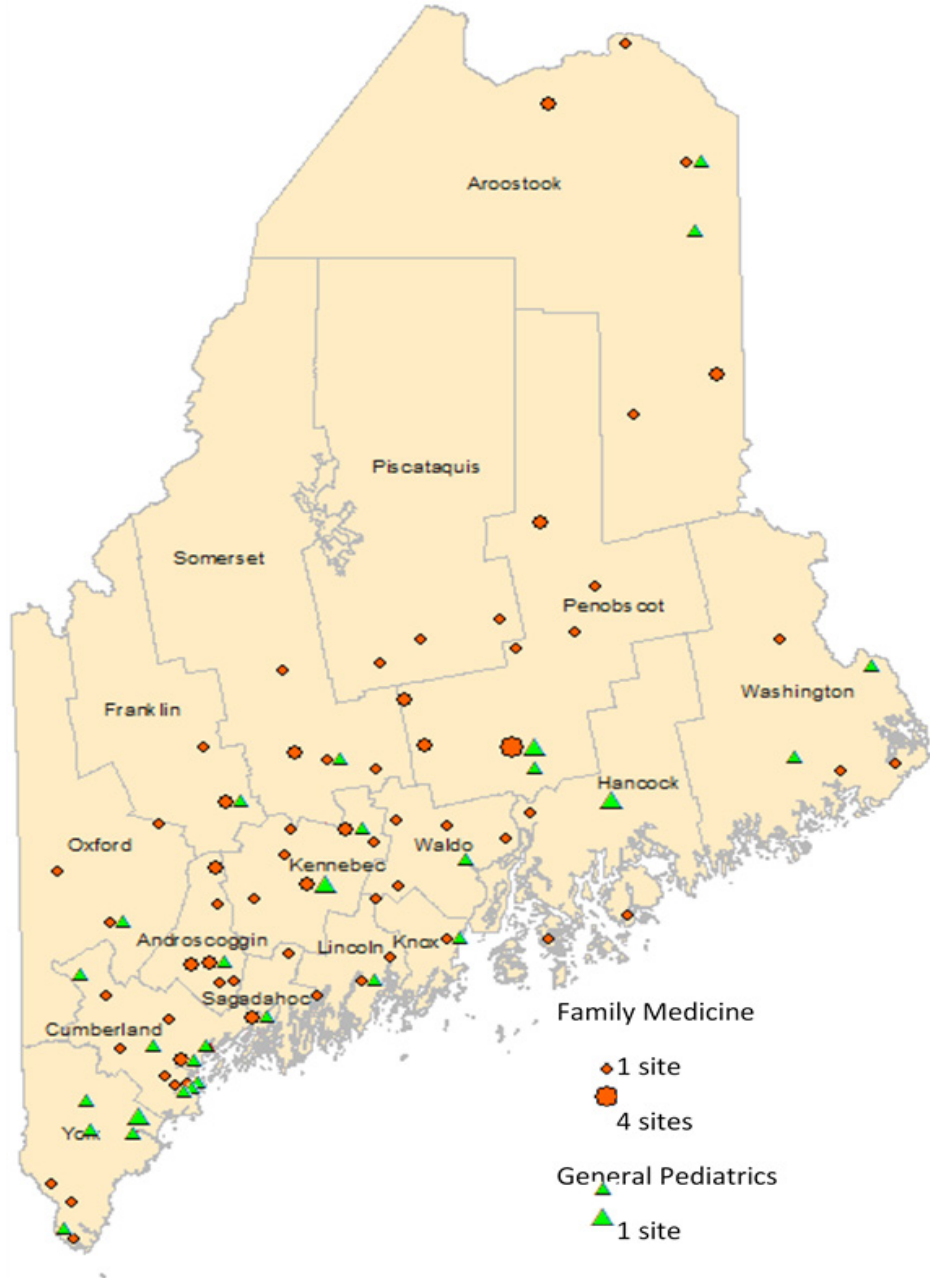 Aroostook
Piscataquis
Somerset
Penobscot
Franklin
Washington
Hancock
Oxford
Waldo
Kennebec
Androscoggin
Lincoln
Knox
Sagadahoc
Cumberland
York
Family Medicine
1 site
4 sites
General Pediatrics
1 site